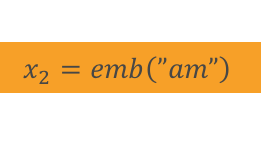 x₂ = emb("am")